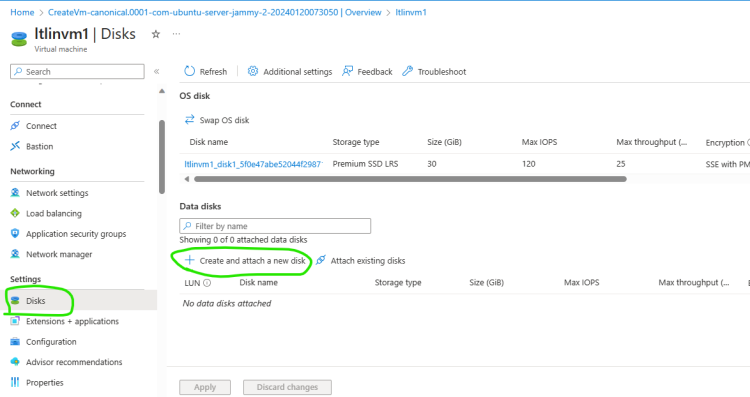 Home > CreateVm-canonical.0001-com-ubuntu-server-jammy-2-20240120073050 | Overview > ltlinvm1
ltlinvm1 | Disks ☆ ...
Virtual machine
Search «
Refresh Additional settings Feedback Troubleshoot
Connect
Connect
Bastion
Networking
Network settings
Load balancing
Application security groups
Network manager
Settings
Disks
Extensions + applications
Configuration
Advisor recommendations
Properties
OS disk
Swap OS disk
Disk name Storage type Size (GiB) Max IOPS Max throughput (... Encryption
ltlinvm1_disk1_5f0e47abe52044f2987 Premium SSD LRS 30 120 25 SSE with PM
Data disks
Filter by name
Showing 0 of 0 attached data disks
+ Create and attach a new disk Attach existing disks
LUN Disk name Storage type Size (GiB) Max IOPS Max throughput (... E
No data disks attached
Apply Discard changes